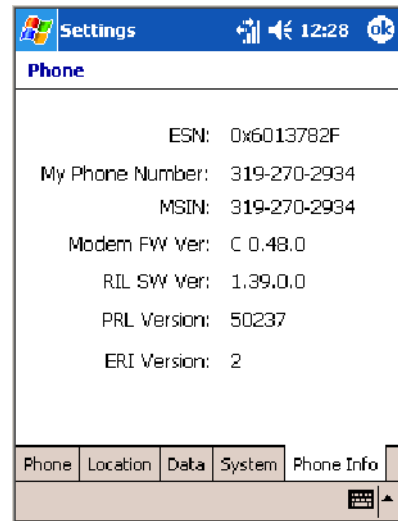 Settings 12:28 ok
Phone
ESN: 0x6013782F
My Phone Number: 319-270-2934
MSIN: 319-270-2934
Modem FW Ver: C 0.48.0
RIL SW Ver: 1.39.0.0
PRL Version: 50237
ERI Version: 2
Phone Location Data System Phone Info